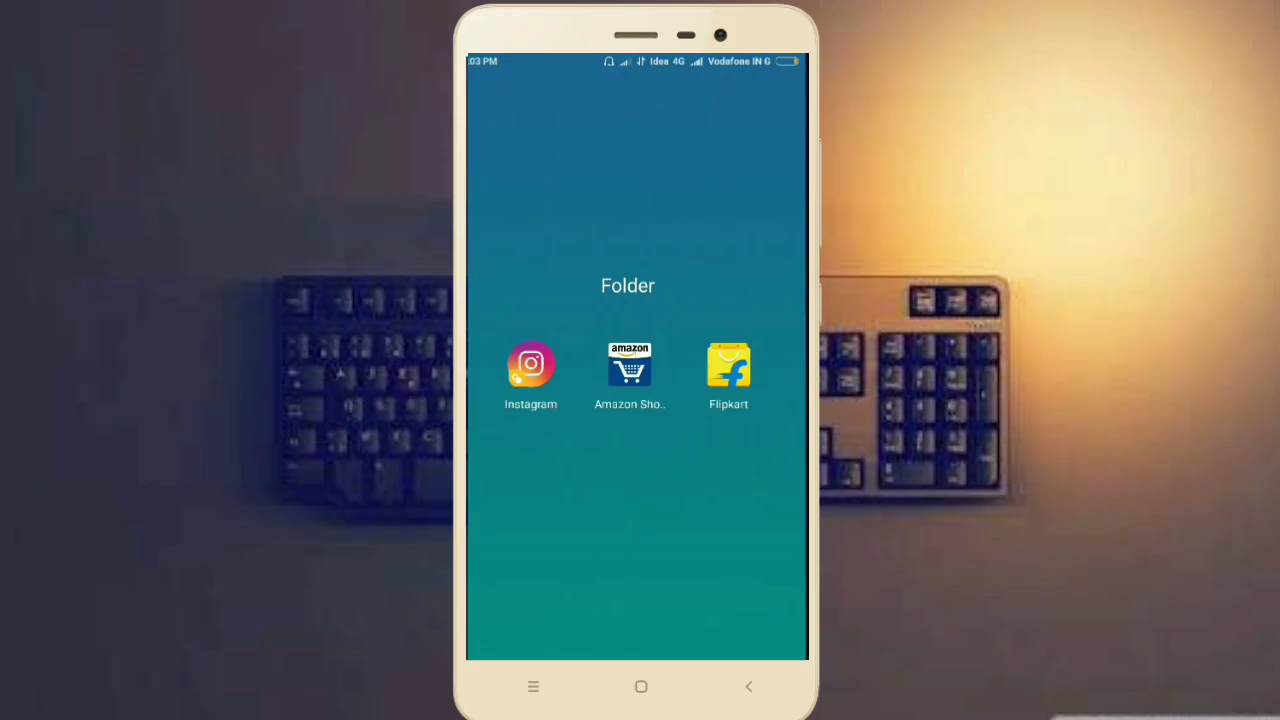 :03 PM Idea 4G Vodafone IN G
Folder
amazon
Instagram Amazon Sho.. Flipkart